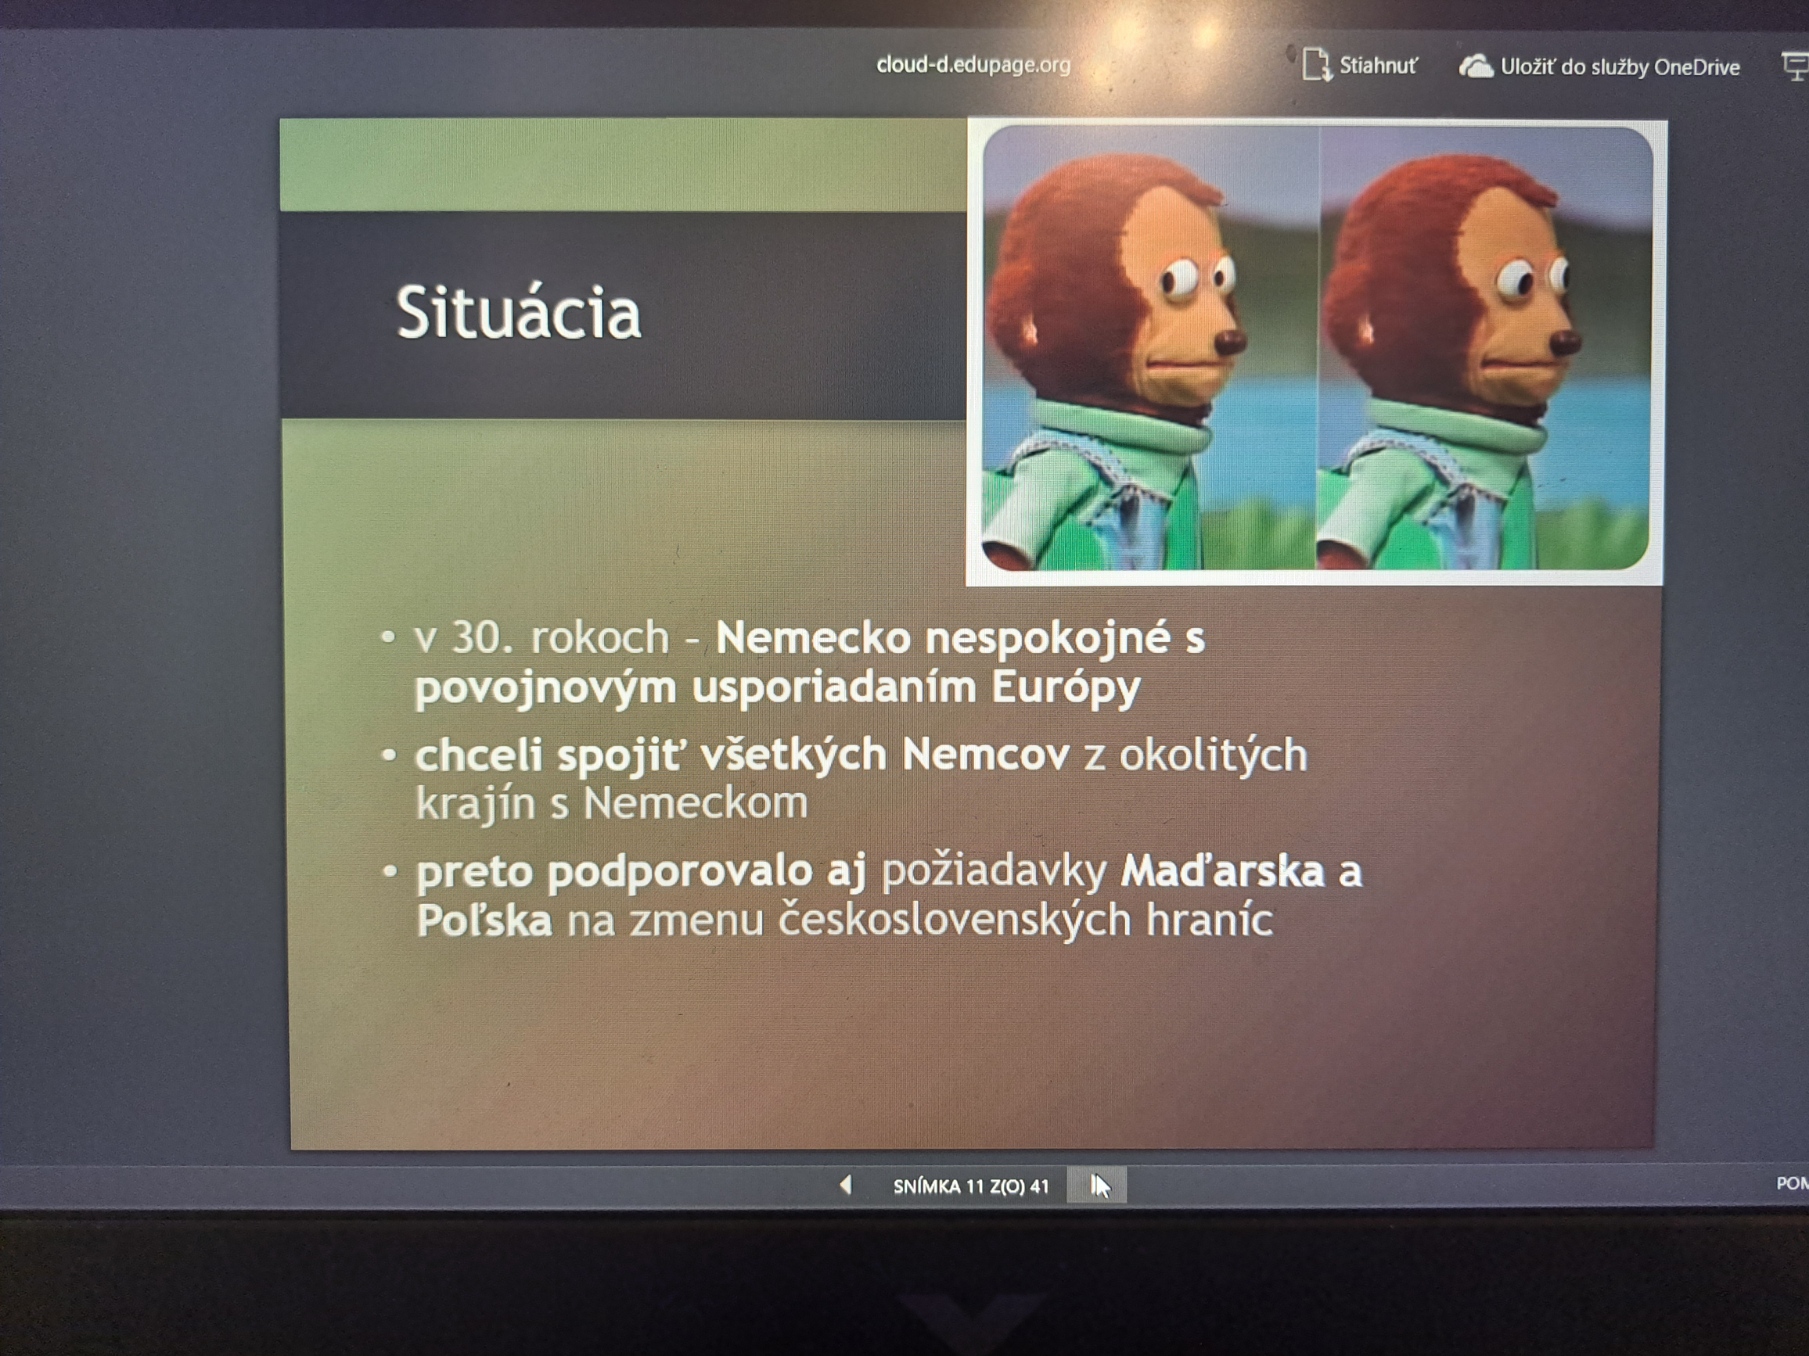 cloud-d.edupage.org
Stiahnuť
Uložiť do služby OneDrive
Situácia
• v 30. rokoch – Nemecko nespokojné s
povojnovým usporiadaním Európy
• chceli spojiť všetkých Nemcov z okolitých
krajín s Nemeckom
• preto podporovalo aj požiadavky Maďarska a
Poľska na zmenu československých hraníc
SNÍMKA 11 Z(O) 41